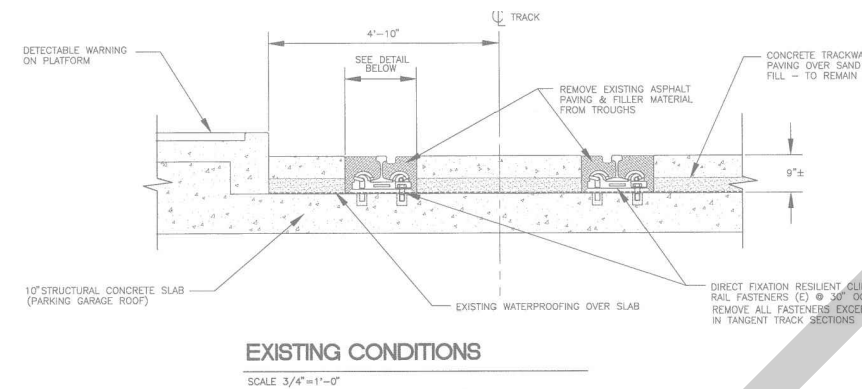 ℄ TRACK
4'-10"
DETECTABLE WARNING
ON PLATFORM
SEE DETAIL
BELOW
REMOVE EXISTING ASPHALT
PAVING & FILLER MATERIAL
FROM TROUGHS
CONCRETE
PAVING OVER SAND
FILL - TO REMAIN
9"±
10" STRUCTURAL CONCRETE SLAB
(PARKING GARAGE ROOF)
EXISTING WATERPROOFING OVER SLAB
DIRECT FIXATION RESILIENT
RAIL FASTENERS (E) @ 30"
REMOVE ALL FASTENERS
IN TANGENT TRACK SECTIONS
EXISTING CONDITIONS
SCALE 3/4"=1'-0"